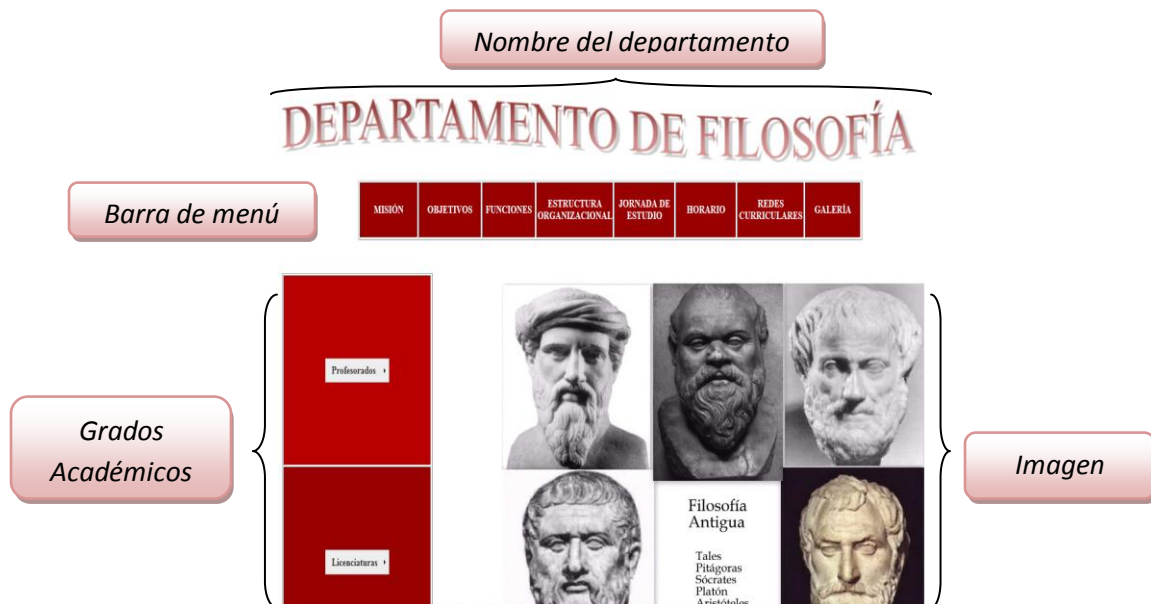 Nombre del departamento
DEPARTAMENTO DE FILOSOFÍA
Barra de menú
MISIÓN
OBJETIVOS
FUNCIONES
ESTRUCTURA
ORGANIZACIONAL
JORNADA DE
ESTUDIO
HORARIO
REDES
CURRICULARES
GALERÍA
Profesorados
Grados
Académicos
Imagen
Licenciaturas
Filosofía
Antigua
Tales
Pitágoras
Sócrates
Platón
Aristóteles